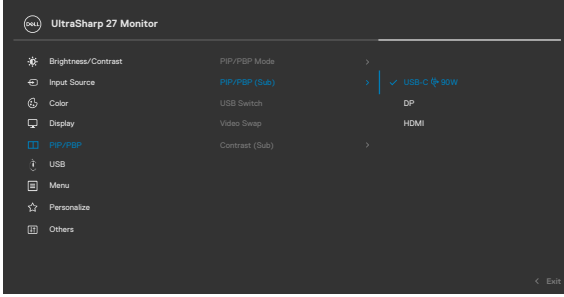 DELL UltraSharp 27 Monitor
Brightness/Contrast PIP/PBP Mode
Input Source PIP/PBP (Sub) USB-C 90W
Color USB Switch DP
Display Video Swap HDMI
PIP/PBP Contrast (Sub)
USB
Menu
Personalize
Others
Exit